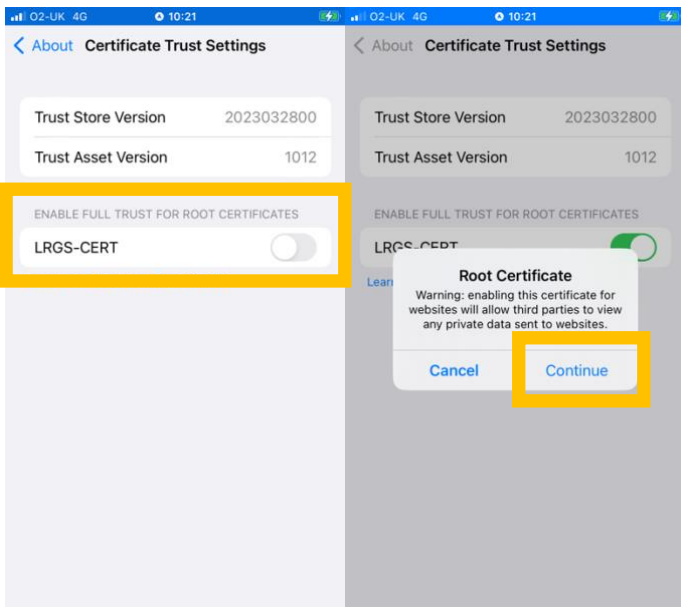 O2-UK 4G 10:21
About Certificate Trust Settings
Trust Store Version 2023032800
Trust Asset Version 1012
ENABLE FULL TRUST FOR ROOT CERTIFICATES
LRGS-CERT
O2-UK 4G 10:21
About Certificate Trust Settings
Trust Store Version 2023032800
Trust Asset Version 1012
ENABLE FULL TRUST FOR ROOT CERTIFICATES
LRGS-CERT
Lear
Root Certificate
Warning: enabling this certificate for
websites will allow third parties to view
any private data sent to websites.
Cancel Continue